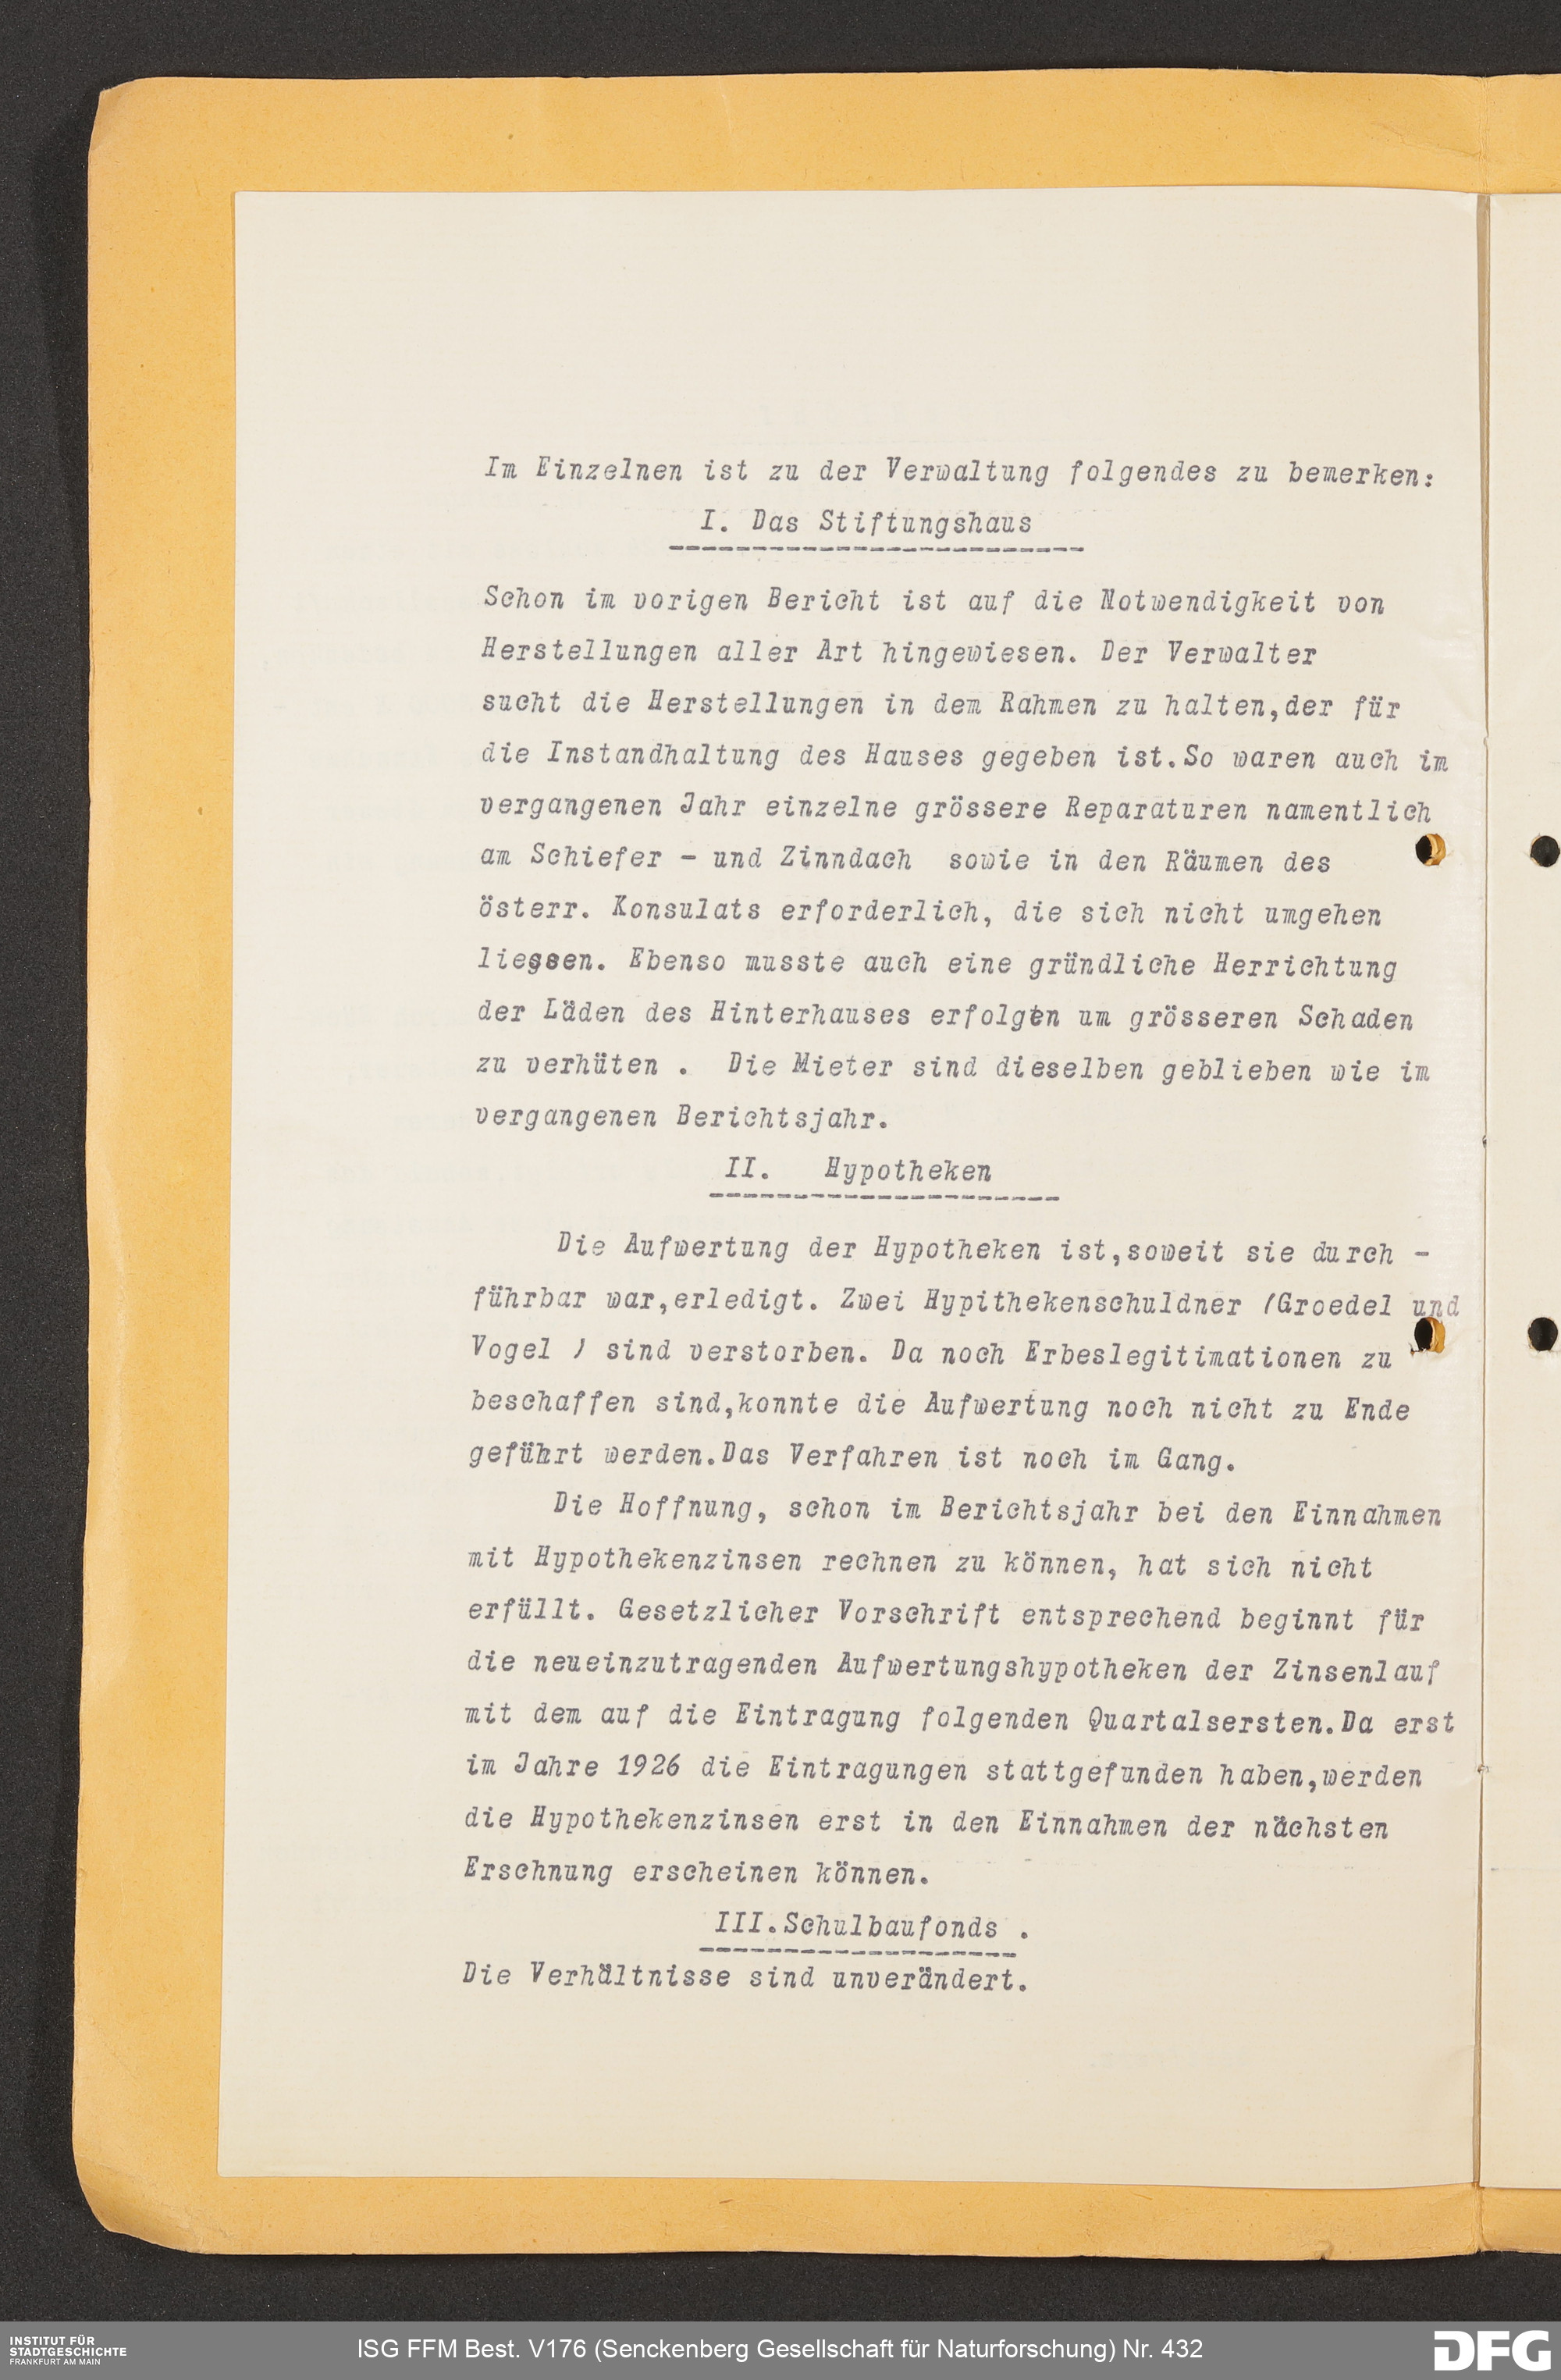 Im Einzelnen ist zu der Verwaltung folgendes zu bemerken:
I. Das Stiftungshaus
Schon im vorigen Bericht ist auf die Notwendigkeit von
Herstellungen aller Art hingewiesen. Der Verwalter
sucht die Herstellungen in dem Rahmen zu halten,der für
die Instandhaltung des Hauses gegeben ist.So waren auch im
vergangenen Jahr einzelne grössere Reparaturen namentlich
am Schiefer - und Zinndach sowie in den Räumen des
österr. Konsulats erforderlich, die sich nicht umgehen
liessen. Ebenso musste auch eine gründliche Herrichtung
der Läden des Hinterhauses erfolgen um grösseren Schaden
zu verhüten . Die Mieter sind dieselben geblieben wie im
vergangenen Berichtsjahr.
II. Hypotheken
Die Aufwertung der Hypotheken ist,soweit sie durch -
führbar war,erledigt. Zwei Hypithekenschuldner (Groedel und
Vogel ) sind verstorben. Da noch Erbeslegitimationen zu
beschaffen sind,konnte die Aufwertung noch nicht zu Ende
geführt werden.Das Verfahren ist noch im Gang.
Die Hoffnung, schon im Berichtsjahr bei den Einnahmen
mit Hypothekenzinsen rechnen zu können, hat sich nicht
erfüllt. Gesetzlicher Vorschrift entsprechend beginnt für
die neueinzutragenden Aufwertungshypotheken der Zinsenlauf
mit dem auf die Eintragung folgenden Quartalsersten.Da erst
im Jahre 1926 die Eintragungen stattgefunden haben,werden
die Hypothekenzinsen erst in den Einnahmen der nächsten
Erschnung erscheinen können.
III.Schulbaufonds .
Die Verhältnisse sind unverändert.
INSTITUT FÜR
STADTGESCHICHTE
FRANKFURT AM MAIN
ISG FFM Best. V176 (Senckenberg Gesellschaft für Naturforschung) Nr. 432
DFG